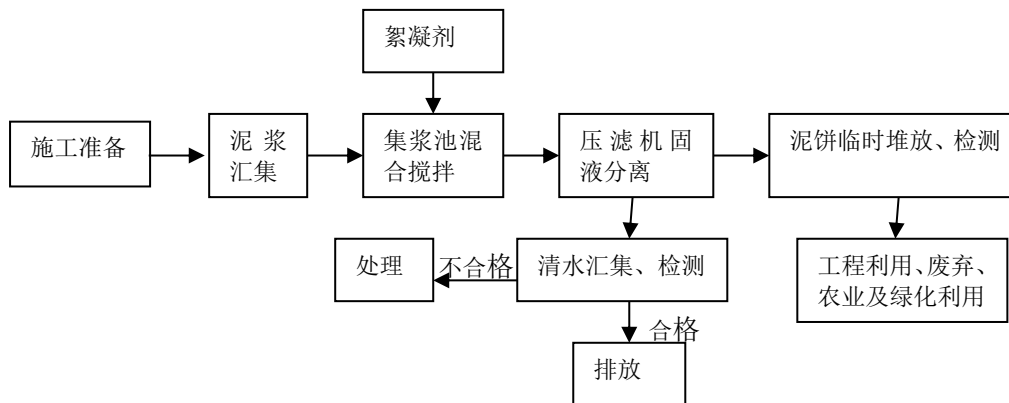 絮凝剂
施工准备
泥浆
汇集
集浆池混
合搅拌
压滤机固
液分离
泥饼临时堆放、检测
处理
不合格
清水汇集、检测
工程利用、废弃、
农业及绿化利用
合格
排放